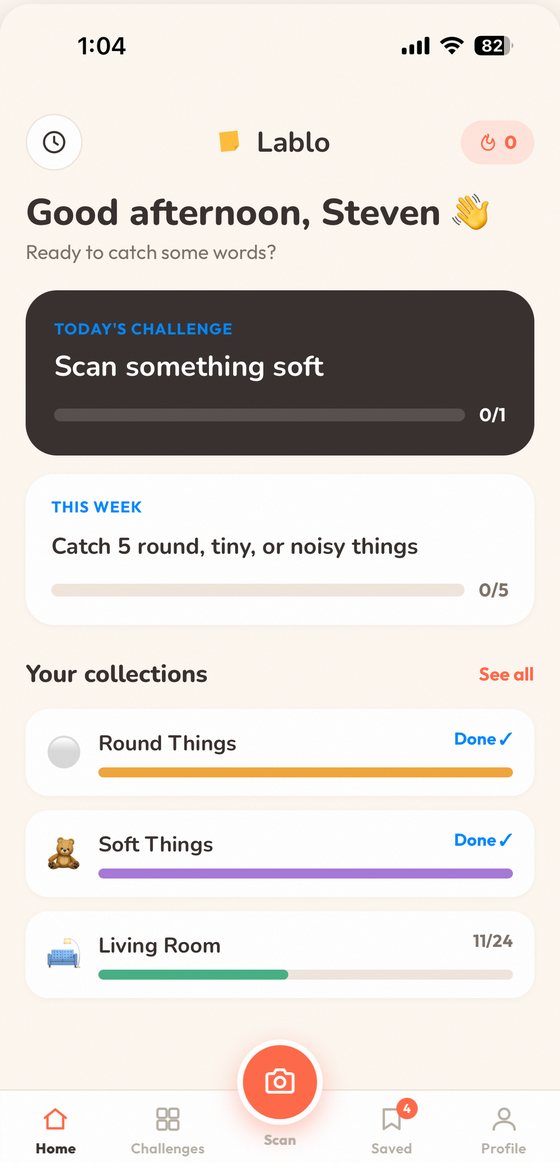 1:04
82
Lablo
0
Good afternoon, Steven 👋
Ready to catch some words?
TODAY'S CHALLENGE
Scan something soft
0/1
THIS WEEK
Catch 5 round, tiny, or noisy things
0/5
Your collections
See all
Round Things
Done ✓
Soft Things
Done ✓
Living Room
11/24
4
Home
Challenges
Scan
Saved
Profile